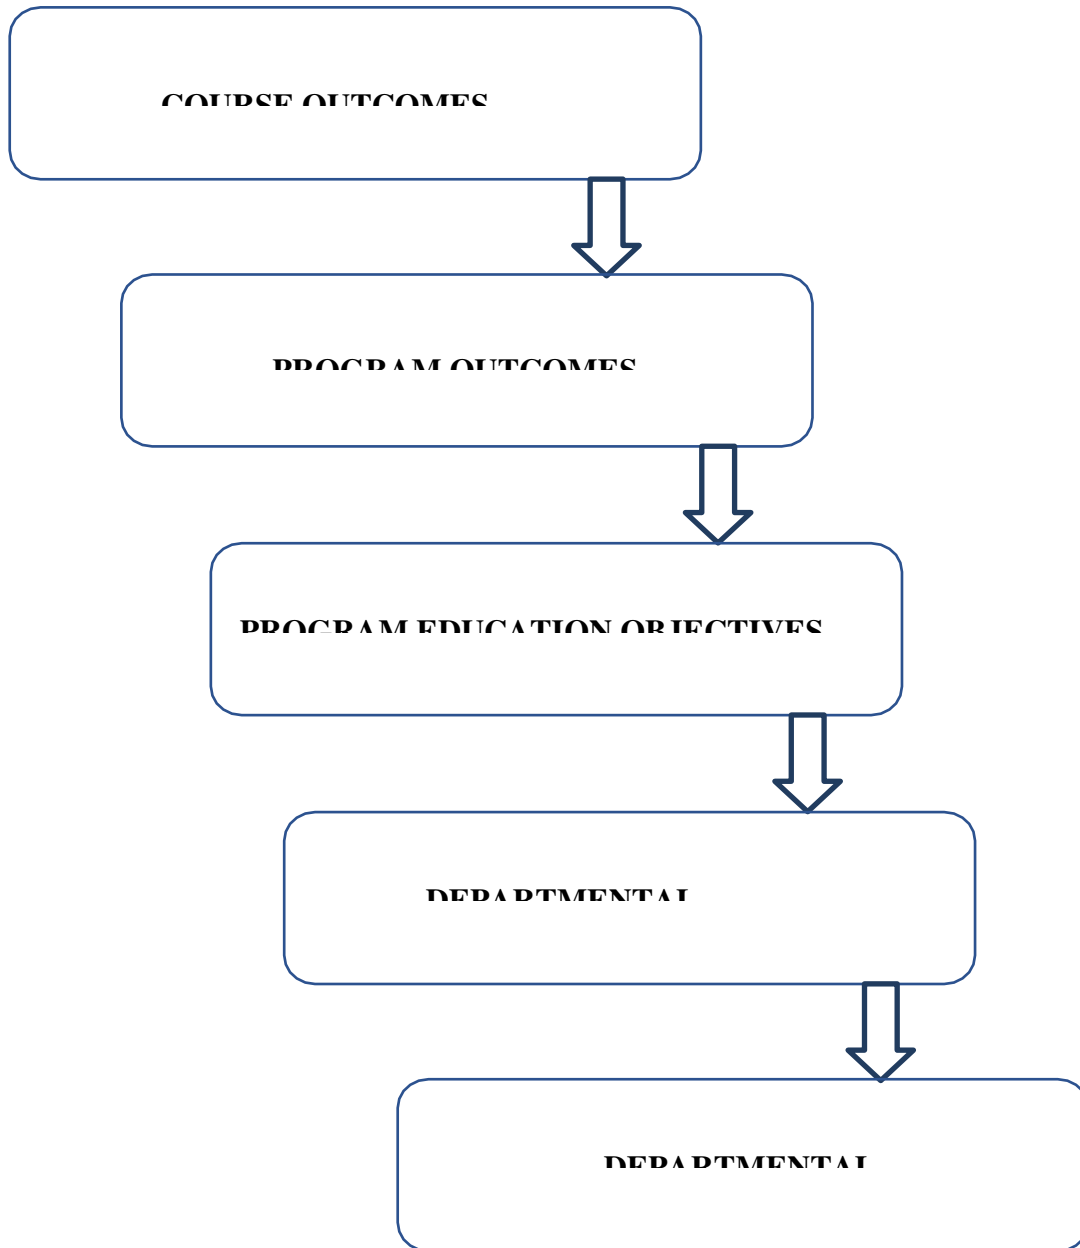 COURSE OUTCOMES
PROGRAM OUTCOMES
PROGRAM EDUCATION OBJECTIVES
DEPARTMENTAL
DEPARTMENTAL